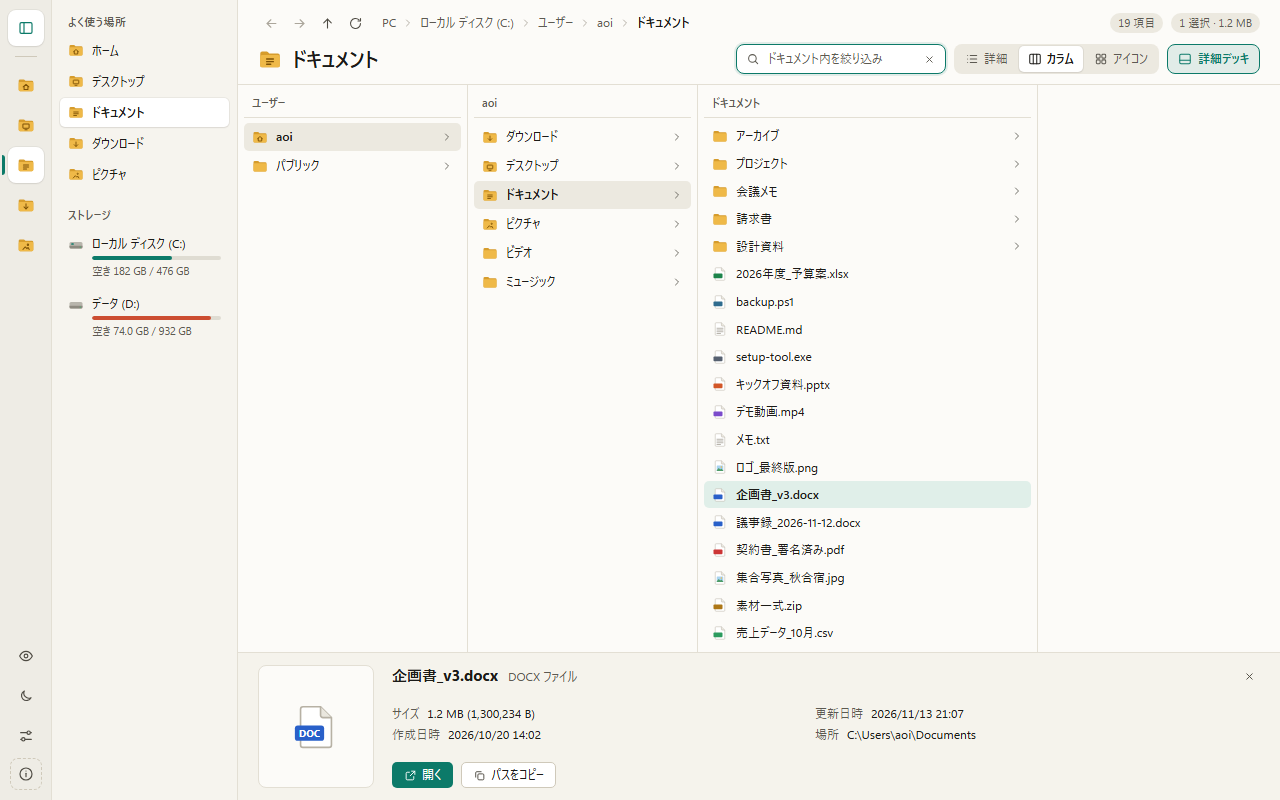 よく使う場所
ホーム
デスクトップ
ドキュメント
ダウンロード
ピクチャ
ストレージ
ローカル ディスク (C:)
空き 182 GB / 476 GB
データ (D:)
空き 74.0 GB / 932 GB
PC
ローカル ディスク (C:)
ユーザー
aoi
ドキュメント
19 項目
1 選択 · 1.2 MB
ドキュメント
ドキュメント内を絞り込み
詳細
カラム
アイコン
詳細デッキ
ユーザー
aoi
パブリック
aoi
ダウンロード
デスクトップ
ドキュメント
ピクチャ
ビデオ
ミュージック
ドキュメント
アーカイブ
プロジェクト
会議メモ
請求書
設計資料
2026年度_予算案.xlsx
backup.ps1
README.md
setup-tool.exe
キックオフ資料.pptx
デモ動画.mp4
メモ.txt
ロゴ_最終版.png
企画書_v3.docx
議事録_2026-11-12.docx
契約書_署名済み.pdf
集合写真_秋合宿.jpg
素材一式.zip
売上データ_10月.csv
DOC
企画書_v3.docx DOCX ファイル
サイズ 1.2 MB (1,300,234 B)
更新日時 2026/11/13 21:07
作成日時 2026/10/20 14:02
場所 C:\Users\aoi\Documents
開く
パスをコピー